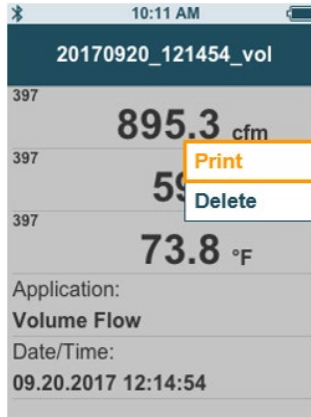 10:11 AM
20170920_121454_vol
397
895.3 cfm
397
Print
Delete
397
73.8 °F
Application:
Volume Flow
Date/Time:
09.20.2017 12:14:54